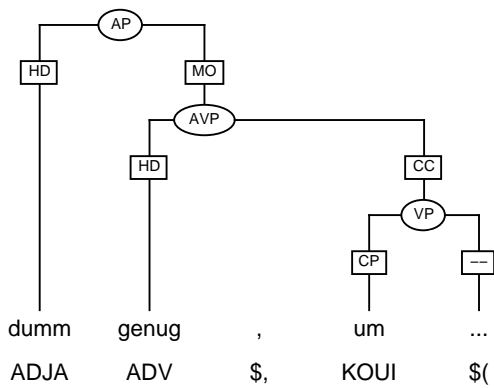 AP
HD MO
AVP
HD CC
VP
CP --
dumm genug , um ...
ADJA ADV $, KOUI $(